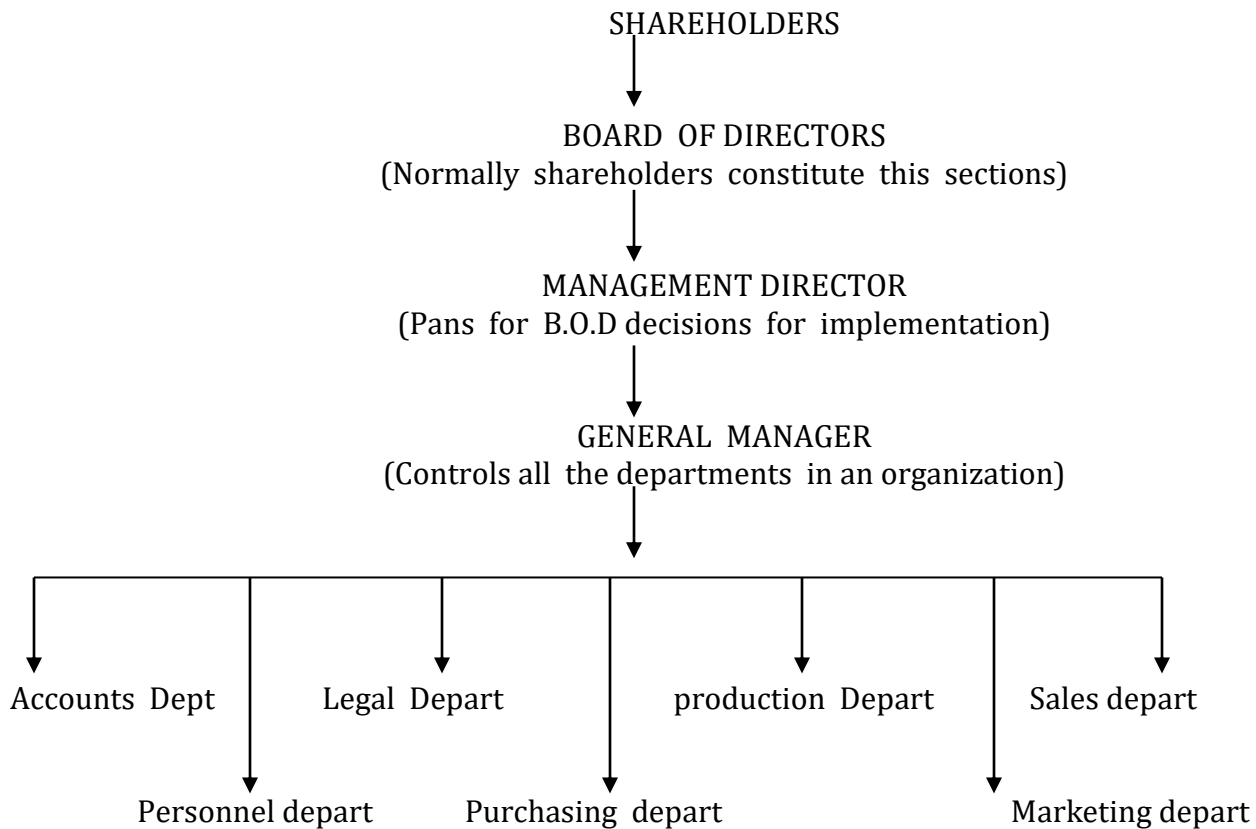 SHAREHOLDERS
BOARD OF DIRECTORS
(Normally shareholders constitute this sections)
MANAGEMENT DIRECTOR
(Pans for B.O.D decisions for implementation)
GENERAL MANAGER
(Controls all the departments in an organization)
Accounts Dept
Legal Depart
production Depart
Sales depart
Personnel depart
Purchasing depart
Marketing depart